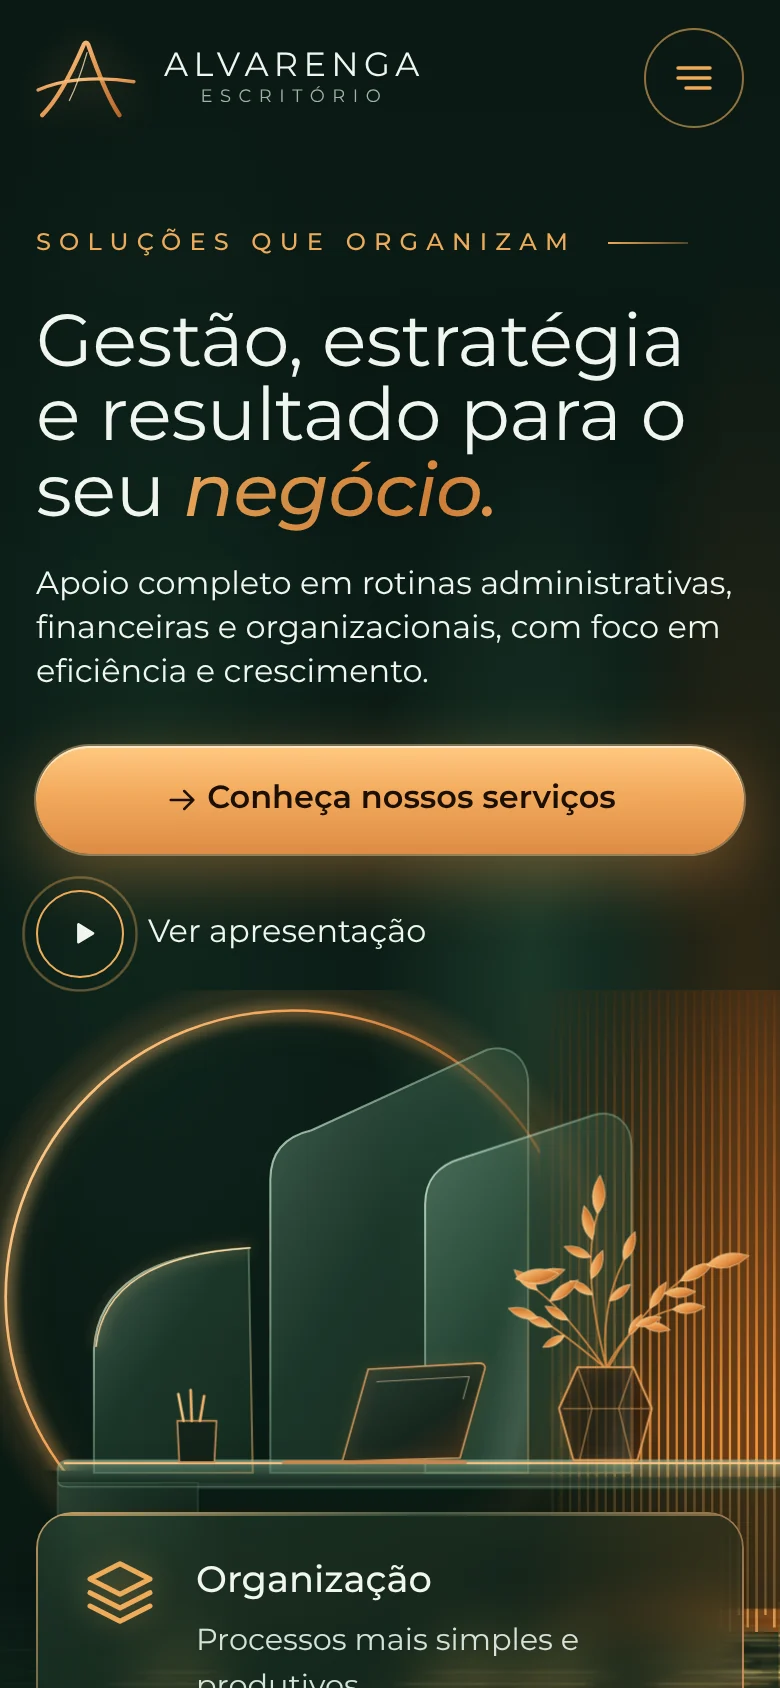 ALVARENGA
ESCRITÓRIO
SOLUÇÕES QUE ORGANIZAM
Gestão, estratégia
e resultado para o
seu negócio.
Apoio completo em rotinas administrativas,
financeiras e organizacionais, com foco em
eficiência e crescimento.
→ Conheça nossos serviços
Ver apresentação
Organização
Processos mais simples e
produtivos